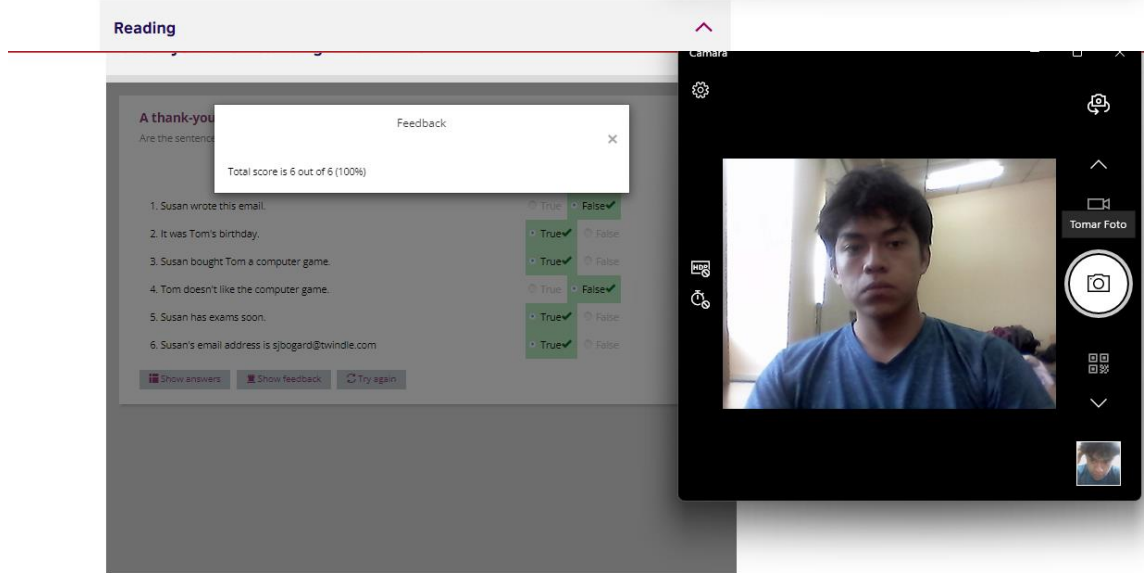 Reading
Cámara
A thank-you
Are the sentence
Feedback
Total score is 6 out of 6 (100%)
1. Susan wrote this email.
True False
2. It was Tom's birthday.
True False
3. Susan bought Tom a computer game.
True False
4. Tom doesn't like the computer game.
True False
5. Susan has exams soon.
True False
6. Susan's email address is sjbogard@twindle.com
True False
Show answers Show feedback Try again
HDR
Tomar Foto